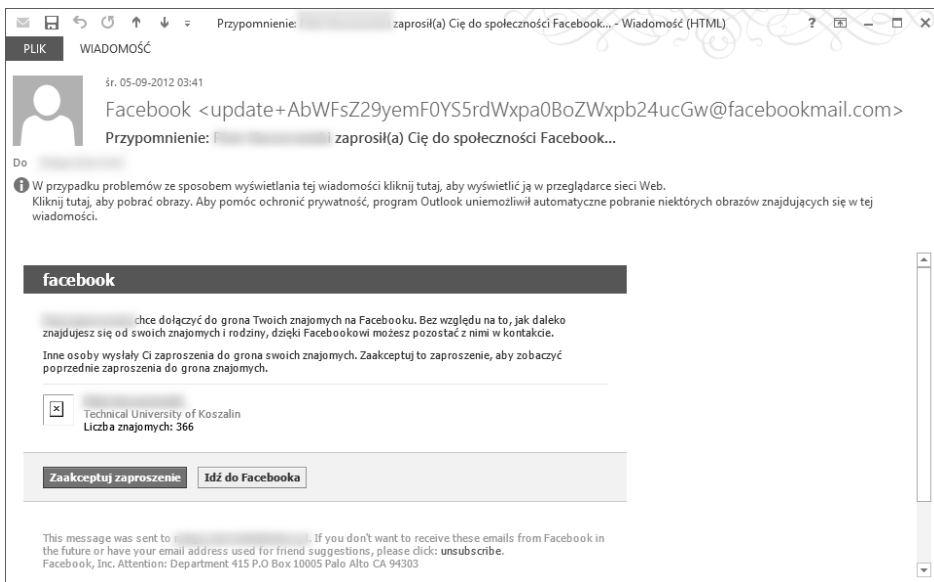 Przypomnienie: zaprosił(a) Cię do społeczności Facebook... - Wiadomość (HTML)
PLIK WIADOMOŚĆ
śr. 05-09-2012 03:41
Facebook <update+AbWFsZ29yemF0YS5rdWxpa0BoZWxpb24ucGw@facebookmail.com>
Przypomnienie: zaprosił(a) Cię do społeczności Facebook...
Do
W przypadku problemów ze sposobem wyświetlania tej wiadomości kliknij tutaj, aby wyświetlić ją w przeglądarce sieci Web.
Kliknij tutaj, aby pobrać obrazy. Aby pomóc ochronić prywatność, program Outlook uniemożliwił automatyczne pobranie niektórych obrazów znajdujących się w tej
wiadomości.
facebook
chce dołączyć do grona Twoich znajomych na Facebooku. Bez względu na to, jak daleko
znajdujesz się od swoich znajomych i rodziny, dzięki Facebookowi możesz pozostać z nimi w kontakcie.
Inne osoby wysłały Ci zaproszenia do grona swoich znajomych. Zaakceptuj to zaproszenie, aby zobaczyć
poprzednie zaproszenia do grona znajomych.
Technical University of Koszalin
Liczba znajomych: 366
Zaakceptuj zaproszenie Idź do Facebooka
This message was sent to . If you don't want to receive these emails from Facebook in
the future or have your email address used for friend suggestions, please click: unsubscribe.
Facebook, Inc. Attention: Department 415 P.O Box 10005 Palo Alto CA 94303